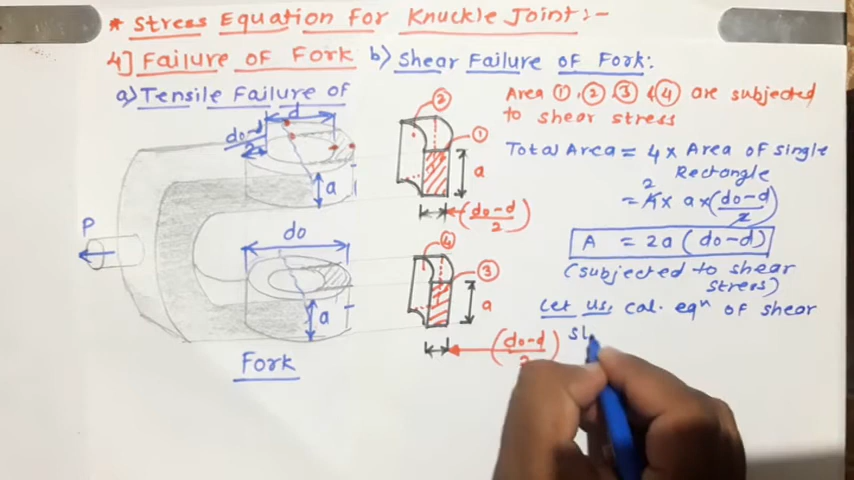 * Stress Equation For Knuckle Joint:-
4] Failure of Fork
b) Shear Failure of Fork:
a) Tensile Failure of
Area ①, ②, ③ & ④ are subjected
to shear stress
Total Area = 4 x Area of single
Rectangle
= 4 x a x (do-d/2)
2
A = 2a (do-d)
(subjected to shear
stress)
Let us, cal. eqⁿ of shear
st
d
do-d/2
a
P
do
a
Fork
②
①
a
(do-d/2)
④
③
a
(do-d/2)